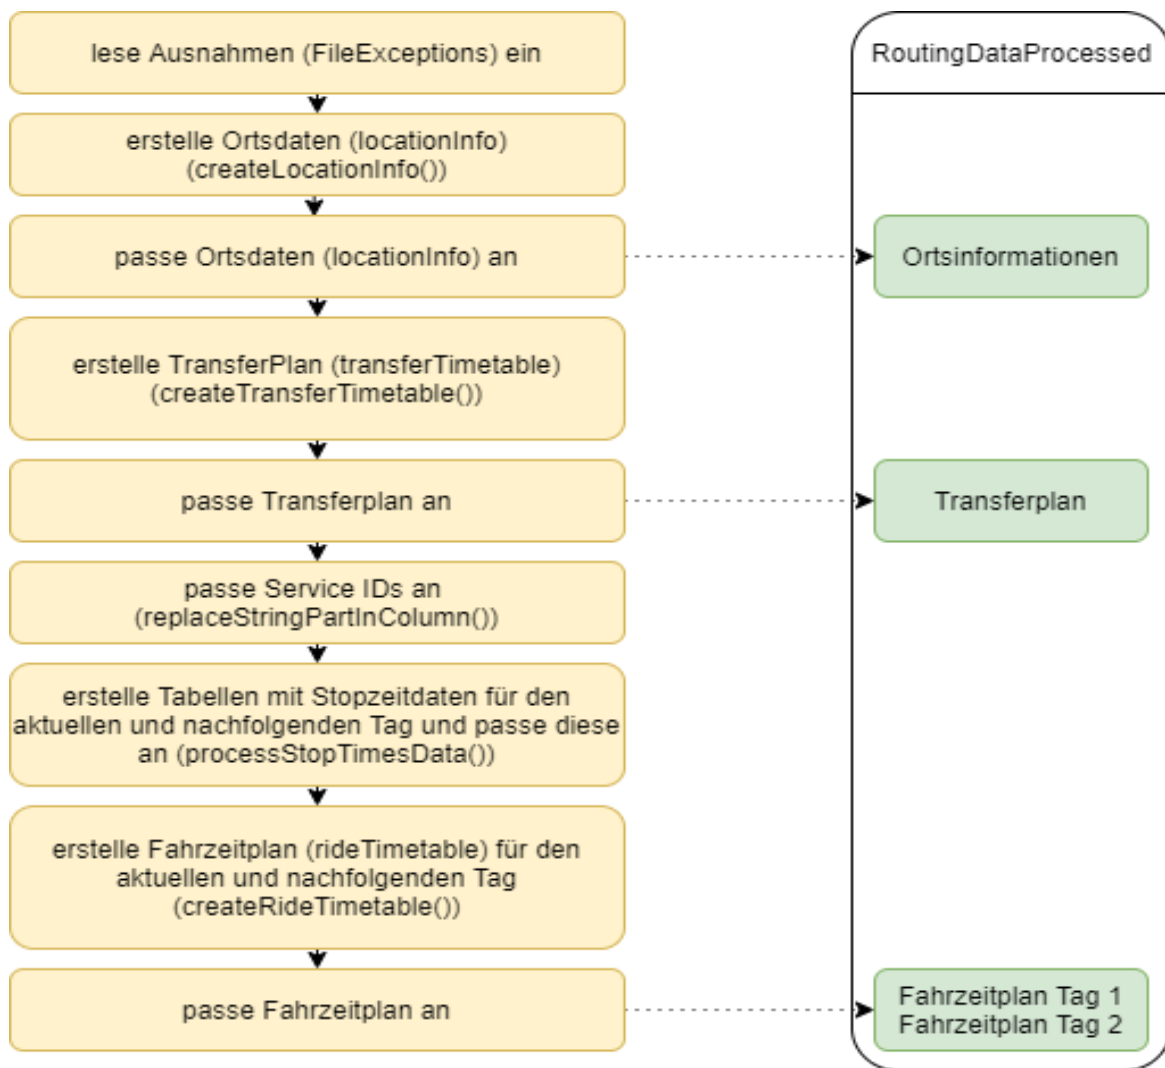 lese Ausnahmen (FileExceptions) ein
erstelle Ortsdaten (locationInfo)
(createLocationInfo())
passe Ortsdaten (locationInfo) an
erstelle TransferPlan (transferTimetable)
(createTransferTimetable())
passe Transferplan an
passe Service IDs an
(replaceStringPartInColumn())
erstelle Tabellen mit Stopzeitdaten für den
aktuellen und nachfolgenden Tag und passe diese
an (processStopTimesData())
erstelle Fahrzeitplan (rideTimetable) für den
aktuellen und nachfolgenden Tag
(createRideTimetable())
passe Fahrzeitplan an
RoutingDataProcessed
Ortsinformationen
Transferplan
Fahrzeitplan Tag 1
Fahrzeitplan Tag 2